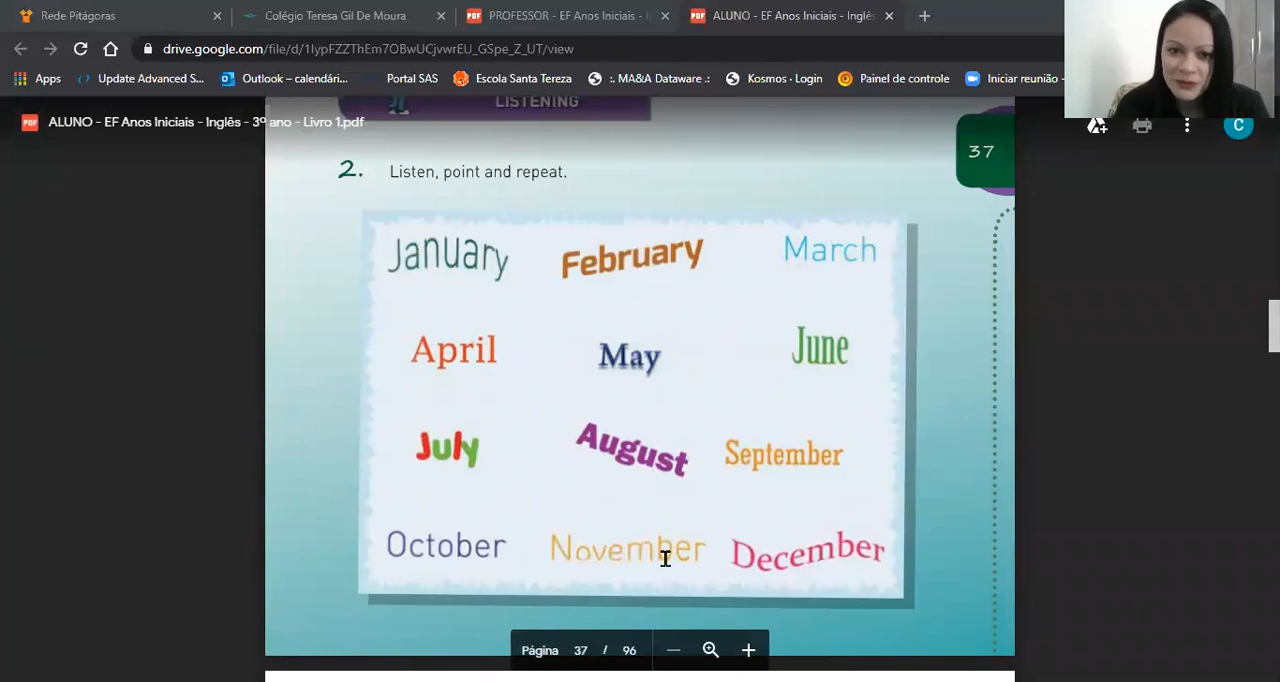 Rede Pitágoras
Colégio Teresa Gil De Moura
PROFESSOR - EF Anos Iniciais -
ALUNO - EF Anos Iniciais - Inglê
drive.google.com/file/d/1IypFZZThEm7OBwUCjvwrEU_GSpe_Z_UT/view
Apps
Update Advanced S...
Outlook – calendári...
Portal SAS
Escola Santa Tereza
:. MA&A Dataware .:
Kosmos · Login
Painel de controle
Iniciar reunião -
LISTENING
PDF ALUNO - EF Anos Iniciais - Inglês - 3º ano - Livro 1.pdf
C
37
2. Listen, point and repeat.
January February March
April May June
July August September
October November December
Página 37 / 96